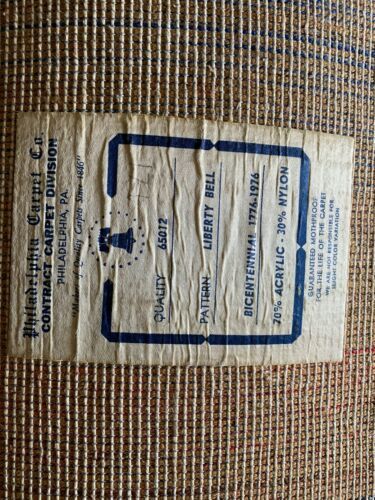 Philadelphia Carpet Co
CONTRACT CARPET DIVISION
PHILADELPHIA, PA.
"Makers of Quality Carpets Since 1846"
QUALITY 65012
PATTERN LIBERTY BELL
BICENTENNIAL 1776-1976
70% ACRYLIC - 30% NYLON
GUARANTEED MOTHPROOF
FOR THE LIFE OF THE CARPET
WE ARE NOT RESPONSIBLE FOR
SLIGHT COLOR VARIATION